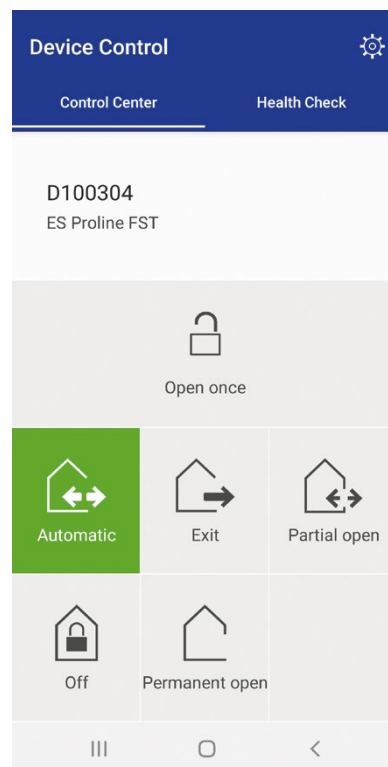 Device Control
Control Center
Health Check
D100304
ES Proline FST
Open once
Automatic
Exit
Partial open
Off
Permanent open